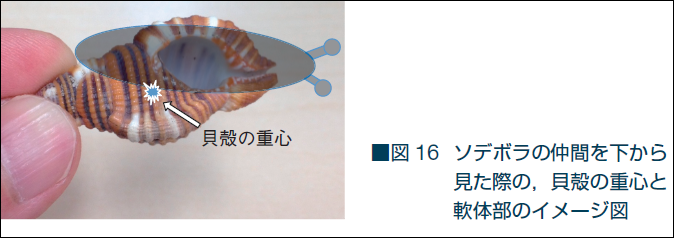 貝殻の重心
■図 16 ソデボラの仲間を下から
見た際の，貝殻の重心と
軟体部のイメージ図